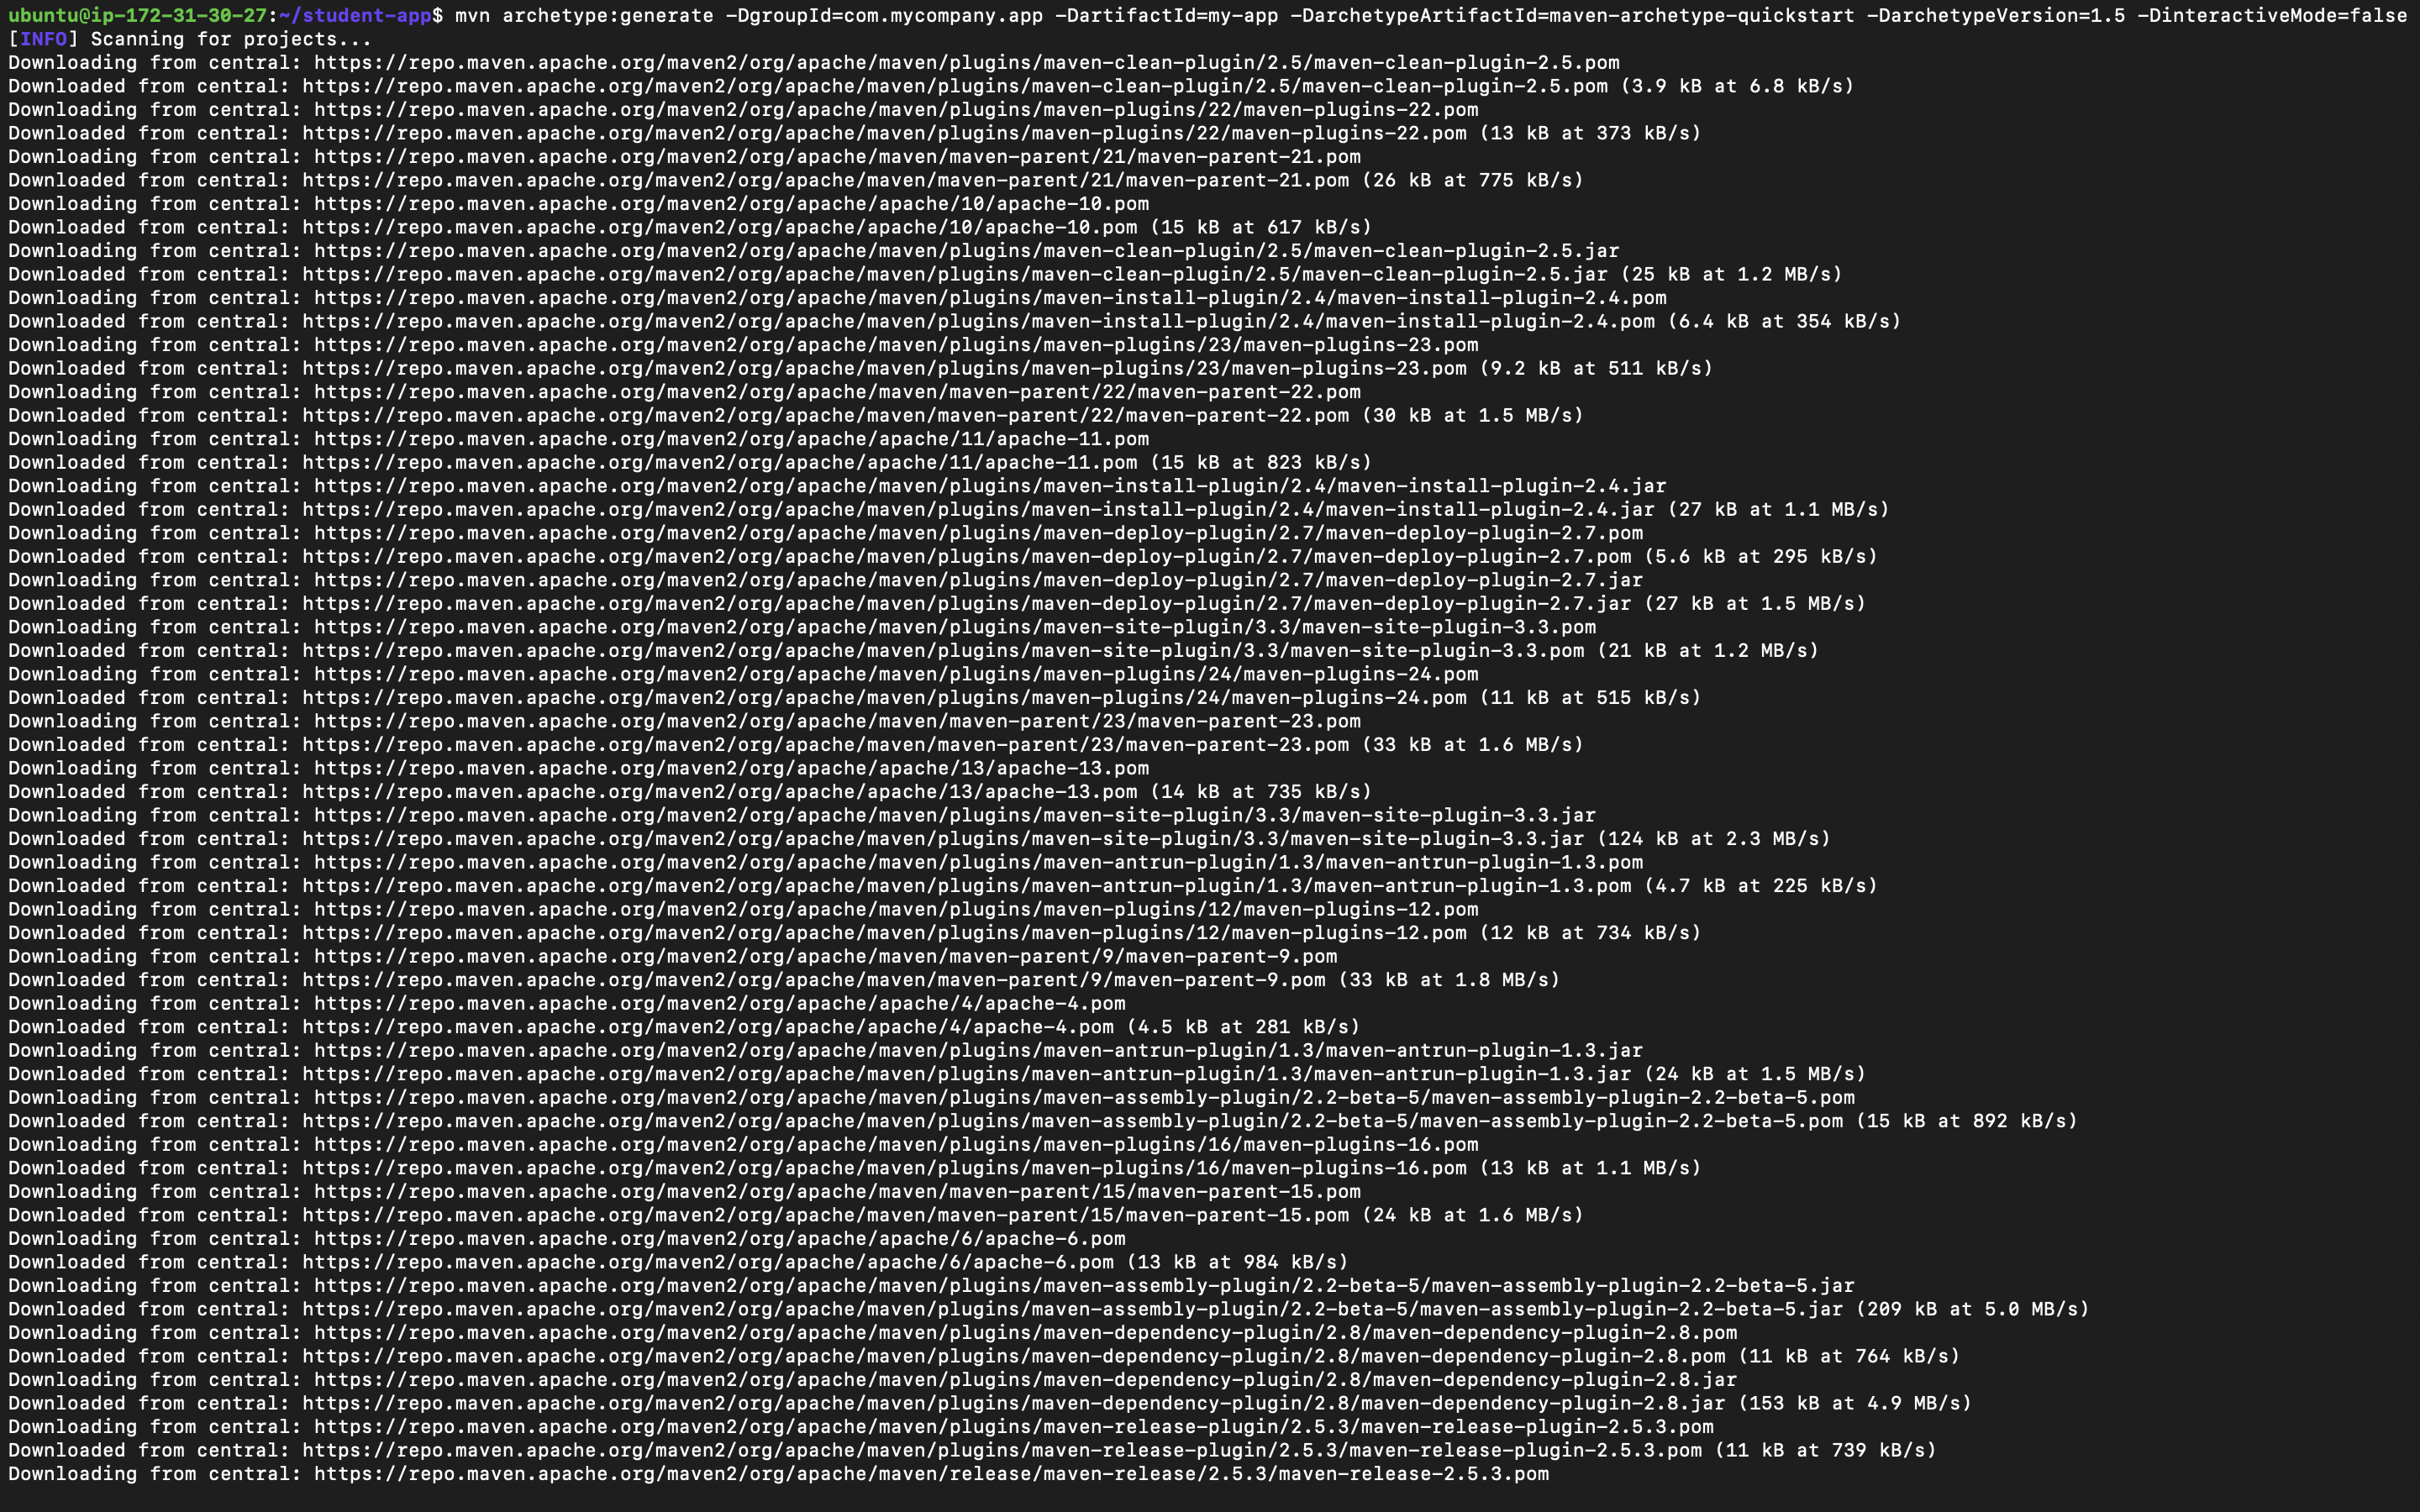 ubuntu@ip-172-31-30-27:~/student-app$ mvn archetype:generate -DgroupId=com.mycompany.app -DartifactId=my-app -DarchetypeArtifactId=maven-archetype-quickstart -DarchetypeVersion=1.5 -DinteractiveMode=false
[INFO] Scanning for projects...
Downloading from central: https://repo.maven.apache.org/maven2/org/apache/maven/plugins/maven-clean-plugin/2.5/maven-clean-plugin-2.5.pom
Downloaded from central: https://repo.maven.apache.org/maven2/org/apache/maven/plugins/maven-clean-plugin/2.5/maven-clean-plugin-2.5.pom (3.9 kB at 6.8 kB/s)
Downloading from central: https://repo.maven.apache.org/maven2/org/apache/maven/plugins/maven-plugins/22/maven-plugins-22.pom
Downloaded from central: https://repo.maven.apache.org/maven2/org/apache/maven/plugins/maven-plugins/22/maven-plugins-22.pom (13 kB at 373 kB/s)
Downloading from central: https://repo.maven.apache.org/maven2/org/apache/maven/maven-parent/21/maven-parent-21.pom
Downloaded from central: https://repo.maven.apache.org/maven2/org/apache/maven/maven-parent/21/maven-parent-21.pom (26 kB at 775 kB/s)
Downloading from central: https://repo.maven.apache.org/maven2/org/apache/apache/10/apache-10.pom
Downloaded from central: https://repo.maven.apache.org/maven2/org/apache/apache/10/apache-10.pom (15 kB at 617 kB/s)
Downloading from central: https://repo.maven.apache.org/maven2/org/apache/maven/plugins/maven-clean-plugin/2.5/maven-clean-plugin-2.5.jar
Downloaded from central: https://repo.maven.apache.org/maven2/org/apache/maven/plugins/maven-clean-plugin/2.5/maven-clean-plugin-2.5.jar (25 kB at 1.2 MB/s)
Downloading from central: https://repo.maven.apache.org/maven2/org/apache/maven/plugins/maven-install-plugin/2.4/maven-install-plugin-2.4.pom
Downloaded from central: https://repo.maven.apache.org/maven2/org/apache/maven/plugins/maven-install-plugin/2.4/maven-install-plugin-2.4.pom (6.4 kB at 354 kB/s)
Downloading from central: https://repo.maven.apache.org/maven2/org/apache/maven/plugins/maven-plugins/23/maven-plugins-23.pom
Downloaded from central: https://repo.maven.apache.org/maven2/org/apache/maven/plugins/maven-plugins/23/maven-plugins-23.pom (9.2 kB at 511 kB/s)
Downloading from central: https://repo.maven.apache.org/maven2/org/apache/maven/maven-parent/22/maven-parent-22.pom
Downloaded from central: https://repo.maven.apache.org/maven2/org/apache/maven/maven-parent/22/maven-parent-22.pom (30 kB at 1.5 MB/s)
Downloading from central: https://repo.maven.apache.org/maven2/org/apache/apache/11/apache-11.pom
Downloaded from central: https://repo.maven.apache.org/maven2/org/apache/apache/11/apache-11.pom (15 kB at 823 kB/s)
Downloading from central: https://repo.maven.apache.org/maven2/org/apache/maven/plugins/maven-install-plugin/2.4/maven-install-plugin-2.4.jar
Downloaded from central: https://repo.maven.apache.org/maven2/org/apache/maven/plugins/maven-install-plugin/2.4/maven-install-plugin-2.4.jar (27 kB at 1.1 MB/s)
Downloading from central: https://repo.maven.apache.org/maven2/org/apache/maven/plugins/maven-deploy-plugin/2.7/maven-deploy-plugin-2.7.pom
Downloaded from central: https://repo.maven.apache.org/maven2/org/apache/maven/plugins/maven-deploy-plugin/2.7/maven-deploy-plugin-2.7.pom (5.6 kB at 295 kB/s)
Downloading from central: https://repo.maven.apache.org/maven2/org/apache/maven/plugins/maven-deploy-plugin/2.7/maven-deploy-plugin-2.7.jar
Downloaded from central: https://repo.maven.apache.org/maven2/org/apache/maven/plugins/maven-deploy-plugin/2.7/maven-deploy-plugin-2.7.jar (27 kB at 1.5 MB/s)
Downloading from central: https://repo.maven.apache.org/maven2/org/apache/maven/plugins/maven-site-plugin/3.3/maven-site-plugin-3.3.pom
Downloaded from central: https://repo.maven.apache.org/maven2/org/apache/maven/plugins/maven-site-plugin/3.3/maven-site-plugin-3.3.pom (21 kB at 1.2 MB/s)
Downloading from central: https://repo.maven.apache.org/maven2/org/apache/maven/plugins/maven-plugins/24/maven-plugins-24.pom
Downloaded from central: https://repo.maven.apache.org/maven2/org/apache/maven/plugins/maven-plugins/24/maven-plugins-24.pom (11 kB at 515 kB/s)
Downloading from central: https://repo.maven.apache.org/maven2/org/apache/maven/maven-parent/23/maven-parent-23.pom
Downloaded from central: https://repo.maven.apache.org/maven2/org/apache/maven/maven-parent/23/maven-parent-23.pom (33 kB at 1.6 MB/s)
Downloading from central: https://repo.maven.apache.org/maven2/org/apache/apache/13/apache-13.pom
Downloaded from central: https://repo.maven.apache.org/maven2/org/apache/apache/13/apache-13.pom (14 kB at 735 kB/s)
Downloading from central: https://repo.maven.apache.org/maven2/org/apache/maven/plugins/maven-site-plugin/3.3/maven-site-plugin-3.3.jar
Downloaded from central: https://repo.maven.apache.org/maven2/org/apache/maven/plugins/maven-site-plugin/3.3/maven-site-plugin-3.3.jar (124 kB at 2.3 MB/s)
Downloading from central: https://repo.maven.apache.org/maven2/org/apache/maven/plugins/maven-antrun-plugin/1.3/maven-antrun-plugin-1.3.pom
Downloaded from central: https://repo.maven.apache.org/maven2/org/apache/maven/plugins/maven-antrun-plugin/1.3/maven-antrun-plugin-1.3.pom (4.7 kB at 225 kB/s)
Downloading from central: https://repo.maven.apache.org/maven2/org/apache/maven/plugins/maven-plugins/12/maven-plugins-12.pom
Downloaded from central: https://repo.maven.apache.org/maven2/org/apache/maven/plugins/maven-plugins/12/maven-plugins-12.pom (12 kB at 734 kB/s)
Downloading from central: https://repo.maven.apache.org/maven2/org/apache/maven/maven-parent/9/maven-parent-9.pom
Downloaded from central: https://repo.maven.apache.org/maven2/org/apache/maven/maven-parent/9/maven-parent-9.pom (33 kB at 1.8 MB/s)
Downloading from central: https://repo.maven.apache.org/maven2/org/apache/apache/4/apache-4.pom
Downloaded from central: https://repo.maven.apache.org/maven2/org/apache/apache/4/apache-4.pom (4.5 kB at 281 kB/s)
Downloading from central: https://repo.maven.apache.org/maven2/org/apache/maven/plugins/maven-antrun-plugin/1.3/maven-antrun-plugin-1.3.jar
Downloaded from central: https://repo.maven.apache.org/maven2/org/apache/maven/plugins/maven-antrun-plugin/1.3/maven-antrun-plugin-1.3.jar (24 kB at 1.5 MB/s)
Downloading from central: https://repo.maven.apache.org/maven2/org/apache/maven/plugins/maven-assembly-plugin/2.2-beta-5/maven-assembly-plugin-2.2-beta-5.pom
Downloaded from central: https://repo.maven.apache.org/maven2/org/apache/maven/plugins/maven-assembly-plugin/2.2-beta-5/maven-assembly-plugin-2.2-beta-5.pom (15 kB at 892 kB/s)
Downloading from central: https://repo.maven.apache.org/maven2/org/apache/maven/plugins/maven-plugins/16/maven-plugins-16.pom
Downloaded from central: https://repo.maven.apache.org/maven2/org/apache/maven/plugins/maven-plugins/16/maven-plugins-16.pom (13 kB at 1.1 MB/s)
Downloading from central: https://repo.maven.apache.org/maven2/org/apache/maven/maven-parent/15/maven-parent-15.pom
Downloaded from central: https://repo.maven.apache.org/maven2/org/apache/maven/maven-parent/15/maven-parent-15.pom (24 kB at 1.6 MB/s)
Downloading from central: https://repo.maven.apache.org/maven2/org/apache/apache/6/apache-6.pom
Downloaded from central: https://repo.maven.apache.org/maven2/org/apache/apache/6/apache-6.pom (13 kB at 984 kB/s)
Downloading from central: https://repo.maven.apache.org/maven2/org/apache/maven/plugins/maven-assembly-plugin/2.2-beta-5/maven-assembly-plugin-2.2-beta-5.jar
Downloaded from central: https://repo.maven.apache.org/maven2/org/apache/maven/plugins/maven-assembly-plugin/2.2-beta-5/maven-assembly-plugin-2.2-beta-5.jar (209 kB at 5.0 MB/s)
Downloading from central: https://repo.maven.apache.org/maven2/org/apache/maven/plugins/maven-dependency-plugin/2.8/maven-dependency-plugin-2.8.pom
Downloaded from central: https://repo.maven.apache.org/maven2/org/apache/maven/plugins/maven-dependency-plugin/2.8/maven-dependency-plugin-2.8.pom (11 kB at 764 kB/s)
Downloading from central: https://repo.maven.apache.org/maven2/org/apache/maven/plugins/maven-dependency-plugin/2.8/maven-dependency-plugin-2.8.jar
Downloaded from central: https://repo.maven.apache.org/maven2/org/apache/maven/plugins/maven-dependency-plugin/2.8/maven-dependency-plugin-2.8.jar (153 kB at 4.9 MB/s)
Downloading from central: https://repo.maven.apache.org/maven2/org/apache/maven/plugins/maven-release-plugin/2.5.3/maven-release-plugin-2.5.3.pom
Downloaded from central: https://repo.maven.apache.org/maven2/org/apache/maven/plugins/maven-release-plugin/2.5.3/maven-release-plugin-2.5.3.pom (11 kB at 739 kB/s)
Downloading from central: https://repo.maven.apache.org/maven2/org/apache/maven/release/maven-release/2.5.3/maven-release-2.5.3.pom